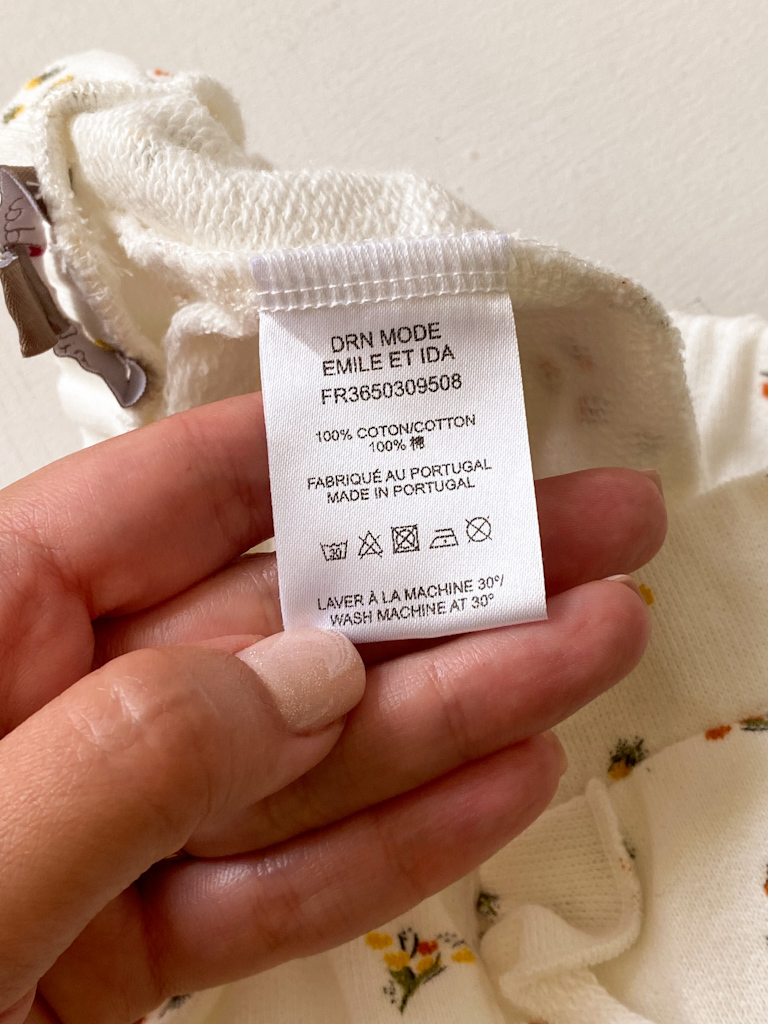 DRN MODE
EMILE ET IDA
FR3650309508
100% COTON/COTTON
100% 棉
FABRIQUÉ AU PORTUGAL
MADE IN PORTUGAL
30
LAVER À LA MACHINE 30°/
WASH MACHINE AT 30°